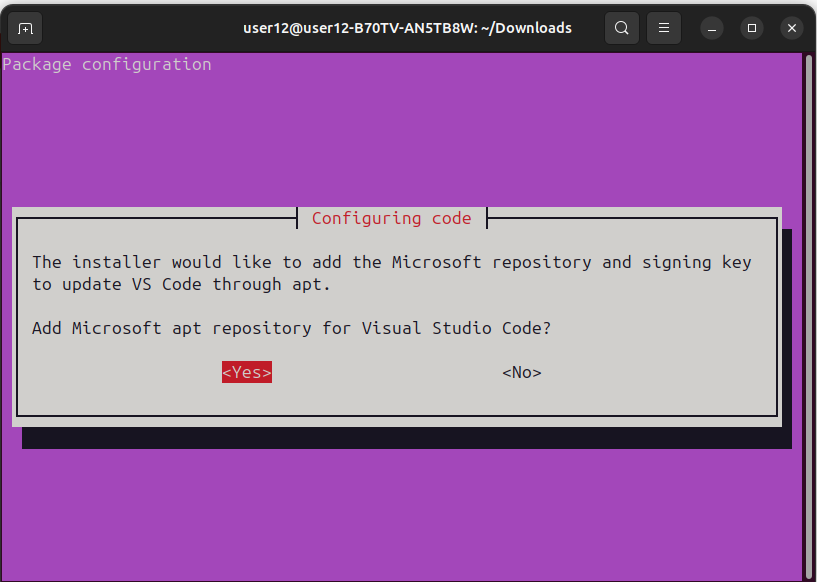 user12@user12-B70TV-AN5TB8W: ~/Downloads
Package configuration
Configuring code
The installer would like to add the Microsoft repository and signing key
to update VS Code through apt.
Add Microsoft apt repository for Visual Studio Code?
<Yes> <No>